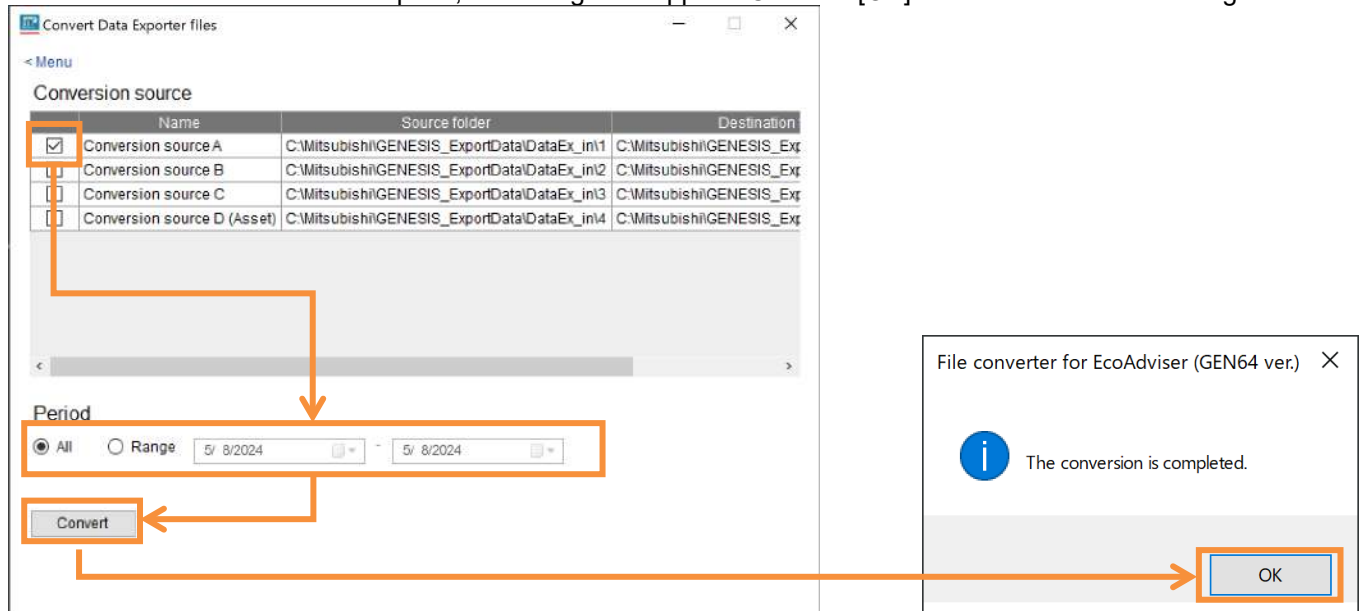 Convert Data Exporter files
< Menu
Conversion source
Name Source folder Destination
Conversion source A C:\Mitsubishi\GENESIS_ExportData\DataEx_in\1 C:\Mitsubishi\GENESIS_Exp
Conversion source B C:\Mitsubishi\GENESIS_ExportData\DataEx_in\2 C:\Mitsubishi\GENESIS_Exp
Conversion source C C:\Mitsubishi\GENESIS_ExportData\DataEx_in\3 C:\Mitsubishi\GENESIS_Exp
Conversion source D (Asset) C:\Mitsubishi\GENESIS_ExportData\DataEx_in\4 C:\Mitsubishi\GENESIS_Exp
Period
All Range 5/ 8/2024 - 5/ 8/2024
Convert
File converter for EcoAdviser (GEN64 ver.)
The conversion is completed.
OK